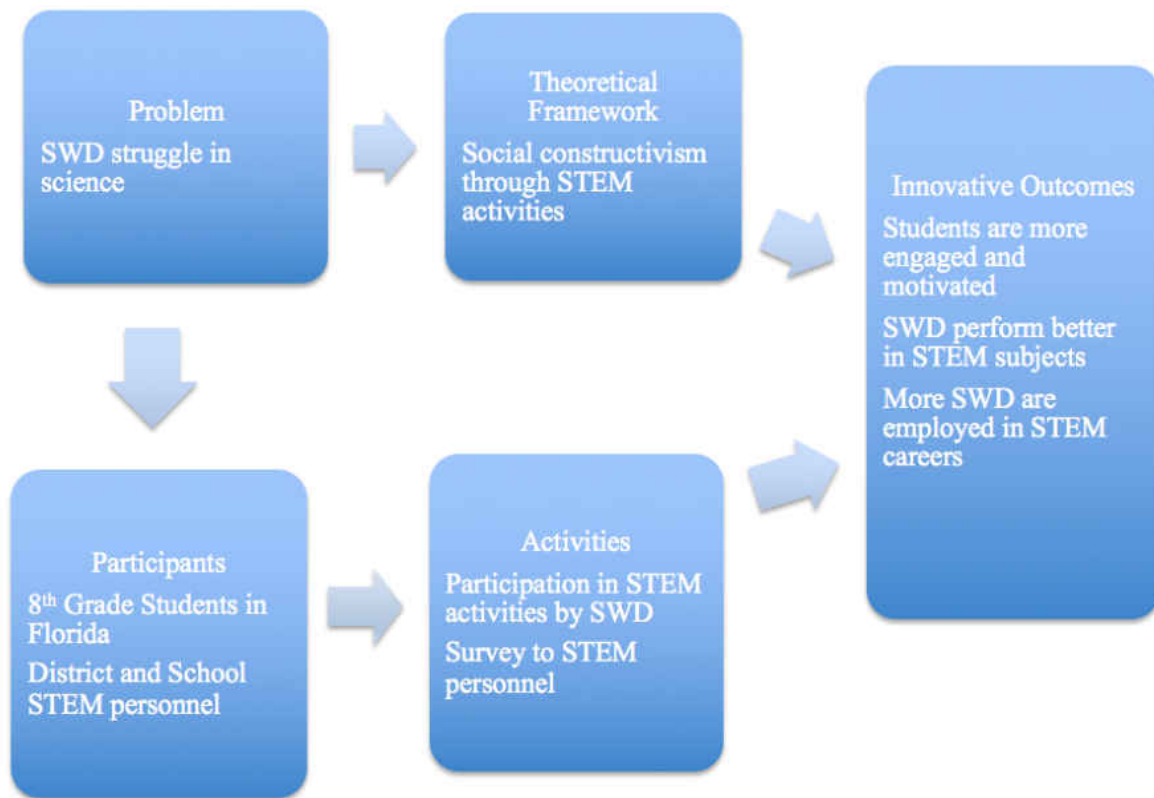 Problem
SWD struggle in
science
Theoretical
Framework
Social constructivism
through STEM
activities
Innovative Outcomes
Students are more
engaged and
motivated
SWD perform better
in STEM subjects
More SWD are
employed in STEM
careers
Participants
8th Grade Students in
Florida
District and School
STEM personnel
Activities
Participation in STEM
activities by SWD
Survey to STEM
personnel